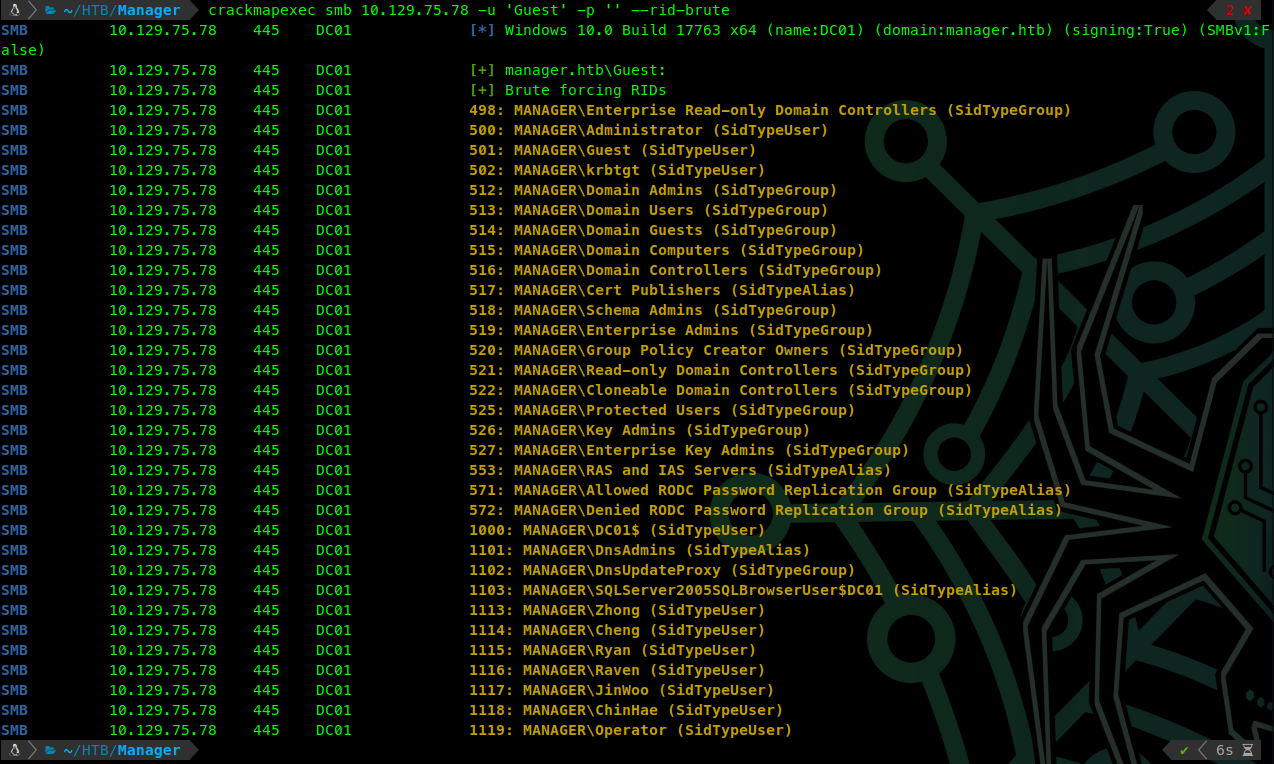 ~/HTB/Manager crackmapexec smb 10.129.75.78 -u 'Guest' -p '' --rid-brute 2 ✘
SMB 10.129.75.78 445 DC01 [*] Windows 10.0 Build 17763 x64 (name:DC01) (domain:manager.htb) (signing:True) (SMBv1:F
alse)
SMB 10.129.75.78 445 DC01 [+] manager.htb\Guest:
SMB 10.129.75.78 445 DC01 [+] Brute forcing RIDs
SMB 10.129.75.78 445 DC01 498: MANAGER\Enterprise Read-only Domain Controllers (SidTypeGroup)
SMB 10.129.75.78 445 DC01 500: MANAGER\Administrator (SidTypeUser)
SMB 10.129.75.78 445 DC01 501: MANAGER\Guest (SidTypeUser)
SMB 10.129.75.78 445 DC01 502: MANAGER\krbtgt (SidTypeUser)
SMB 10.129.75.78 445 DC01 512: MANAGER\Domain Admins (SidTypeGroup)
SMB 10.129.75.78 445 DC01 513: MANAGER\Domain Users (SidTypeGroup)
SMB 10.129.75.78 445 DC01 514: MANAGER\Domain Guests (SidTypeGroup)
SMB 10.129.75.78 445 DC01 515: MANAGER\Domain Computers (SidTypeGroup)
SMB 10.129.75.78 445 DC01 516: MANAGER\Domain Controllers (SidTypeGroup)
SMB 10.129.75.78 445 DC01 517: MANAGER\Cert Publishers (SidTypeAlias)
SMB 10.129.75.78 445 DC01 518: MANAGER\Schema Admins (SidTypeGroup)
SMB 10.129.75.78 445 DC01 519: MANAGER\Enterprise Admins (SidTypeGroup)
SMB 10.129.75.78 445 DC01 520: MANAGER\Group Policy Creator Owners (SidTypeGroup)
SMB 10.129.75.78 445 DC01 521: MANAGER\Read-only Domain Controllers (SidTypeGroup)
SMB 10.129.75.78 445 DC01 522: MANAGER\Cloneable Domain Controllers (SidTypeGroup)
SMB 10.129.75.78 445 DC01 525: MANAGER\Protected Users (SidTypeGroup)
SMB 10.129.75.78 445 DC01 526: MANAGER\Key Admins (SidTypeGroup)
SMB 10.129.75.78 445 DC01 527: MANAGER\Enterprise Key Admins (SidTypeGroup)
SMB 10.129.75.78 445 DC01 553: MANAGER\RAS and IAS Servers (SidTypeAlias)
SMB 10.129.75.78 445 DC01 571: MANAGER\Allowed RODC Password Replication Group (SidTypeAlias)
SMB 10.129.75.78 445 DC01 572: MANAGER\Denied RODC Password Replication Group (SidTypeAlias)
SMB 10.129.75.78 445 DC01 1000: MANAGER\DC01$ (SidTypeUser)
SMB 10.129.75.78 445 DC01 1101: MANAGER\DnsAdmins (SidTypeAlias)
SMB 10.129.75.78 445 DC01 1102: MANAGER\DnsUpdateProxy (SidTypeGroup)
SMB 10.129.75.78 445 DC01 1103: MANAGER\SQLServer2005SQLBrowserUser$DC01 (SidTypeAlias)
SMB 10.129.75.78 445 DC01 1113: MANAGER\Zhong (SidTypeUser)
SMB 10.129.75.78 445 DC01 1114: MANAGER\Cheng (SidTypeUser)
SMB 10.129.75.78 445 DC01 1115: MANAGER\Ryan (SidTypeUser)
SMB 10.129.75.78 445 DC01 1116: MANAGER\Raven (SidTypeUser)
SMB 10.129.75.78 445 DC01 1117: MANAGER\JinWoo (SidTypeUser)
SMB 10.129.75.78 445 DC01 1118: MANAGER\ChinHae (SidTypeUser)
SMB 10.129.75.78 445 DC01 1119: MANAGER\Operator (SidTypeUser)
~/HTB/Manager ✔ 6s